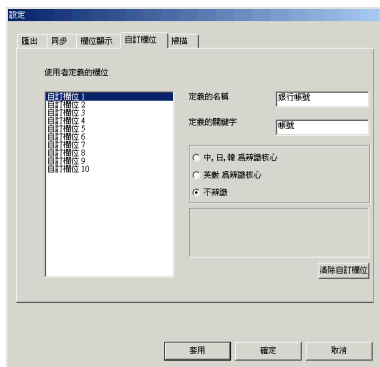 設定
匯出 同步 欄位顯示 自訂欄位 掃描
使用者定義的欄位
自訂欄位 1
自訂欄位 2
自訂欄位 3
自訂欄位 4
自訂欄位 5
自訂欄位 6
自訂欄位 7
自訂欄位 8
自訂欄位 9
自訂欄位 10
定義的名稱 銀行帳號
定義的關鍵字 帳號
中, 日, 韓 為辯識核心
英數 為辯識核心
不辯識
清除自訂欄位
套用 確定 取消